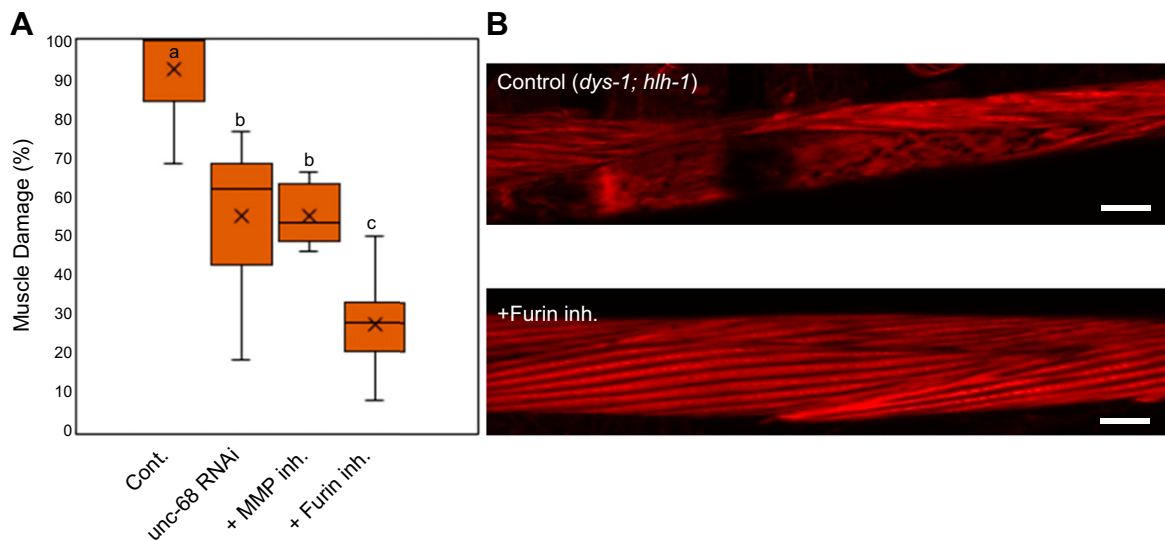 A
B
Muscle Damage (%)
100
90
80
70
60
50
40
30
20
10
0
a
b
b
c
Cont.
unc-68 RNAi
+ MMP inh.
+ Furin inh.
Control (dys-1; hlh-1)
+Furin inh.